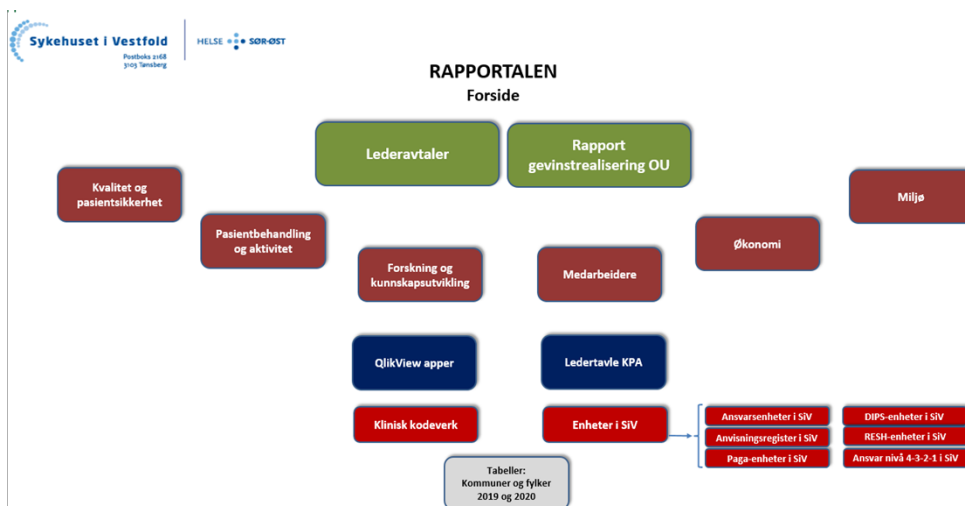 Sykehuset i Vestfold
Postboks 2168
3103 Tønsberg
HELSE SØR-ØST
RAPPORTALEN
Forside
Lederavtaler
Rapport
gevinstrealisering OU
Kvalitet og
pasientsikkerhet
Pasientbehandling
og aktivitet
Forskning og
kunnskapsutvikling
Medarbeidere
Økonomi
Miljø
QlikView apper
Ledertavle KPA
Klinisk kodeverk
Enheter i SiV
Ansvarsenheter i SiV
DIPS-enheter i SiV
Anvisningsregister i SiV
RESH-enheter i SiV
Paga-enheter i SiV
Ansvar nivå 4-3-2-1 i SiV
Tabeller:
Kommuner og fylker
2019 og 2020